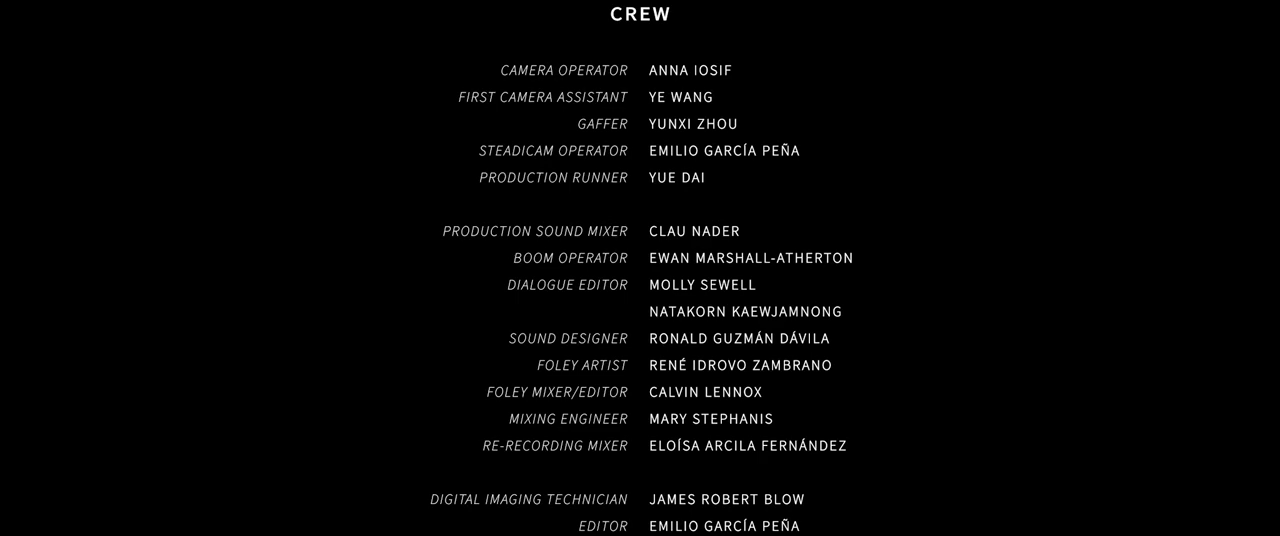 CREW
CAMERA OPERATOR ANNA IOSIF
FIRST CAMERA ASSISTANT YE WANG
GAFFER YUNXI ZHOU
STEADICAM OPERATOR EMILIO GARCÍA PEÑA
PRODUCTION RUNNER YUE DAI
PRODUCTION SOUND MIXER CLAU NADER
BOOM OPERATOR EWAN MARSHALL-ATHERTON
DIALOGUE EDITOR MOLLY SEWELL
NATAKORN KAEWJAMNONG
SOUND DESIGNER RONALD GUZMÁN DÁVILA
FOLEY ARTIST RENÉ IDROVO ZAMBRANO
FOLEY MIXER/EDITOR CALVIN LENNOX
MIXING ENGINEER MARY STEPHANIS
RE-RECORDING MIXER ELOÍSA ARCILA FERNÁNDEZ
DIGITAL IMAGING TECHNICIAN JAMES ROBERT BLOW
EDITOR EMILIO GARCÍA PEÑA